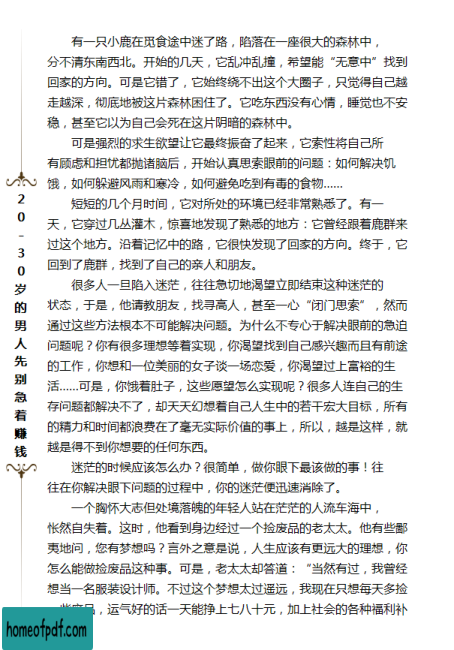 有一只小鹿在觅食途中迷了路，陷落在一座很大的森林中，
分不清东南西北。开始的几天，它乱冲乱撞，希望能“无意中”找到
回家的方向。可是它错了，它始终绕不出这个大圈子，只觉得自己越
走越深，彻底地被这片森林困住了。它吃东西没有心情，睡觉也不安
稳，甚至它以为自己会死在这片阴暗的森林中。
可是强烈的求生欲望让它最终振奋了起来，它索性将自己所
有顾虑和担忧都抛诸脑后，开始认真思索眼前的问题：如何解决饥
饿，如何躲避风雨和寒冷，如何避免吃到有毒的食物……
短短的几个月时间，它对所处的环境已经非常熟悉了。有一
天，它穿过几丛灌木，惊喜地发现了熟悉的地方：它曾经跟着鹿群来
过这个地方。沿着记忆中的路，它很快发现了回家的方向。终于，它
回到了鹿群，找到了自己的亲人和朋友。
很多人一旦陷入迷茫，往往急切地渴望立即结束这种迷茫的
状态，于是，他请教朋友，找寻高人，甚至一心“闭门思索”，然而
通过这些方法根本不可能解决问题。为什么不专心于解决眼前的急迫
问题呢？你有很多理想等着实现，你渴望找到自己感兴趣而且有前途
的工作，你想和一位美丽的女子谈一场恋爱，你渴望过上富裕的生
活……可是，你饿着肚子，这些愿望怎么实现呢？很多人连自己的生
存问题都解决不了，却天天幻想着自己人生中的若干宏大目标，所有
的精力和时间都浪费在了毫无实际价值的事上，所以，越是这样，就
越是得不到你想要的任何东西。
迷茫的时候应该怎么办？很简单，做你眼下最该做的事！往
往在你解决眼下问题的过程中，你的迷茫便迅速消除了。
一个胸怀大志但处境落魄的年轻人站在茫茫的人流车海中，
怅然自失着。这时，他看到身边经过一个捡废品的老太太。他有些鄙
夷地问，您有梦想吗？言外之意是说，人生应该有更远大的理想，你
怎么能做捡废品这种事。可是，老太太却答道：“当然有过，我曾经
想当一名服装设计师。不过这个梦想太过遥远，我现在只想每天多捡
废品，运气好的话一天能挣上七八十元，加上社会的各种福利补
20-30岁的男人先别急着赚钱
homeofpdf.com